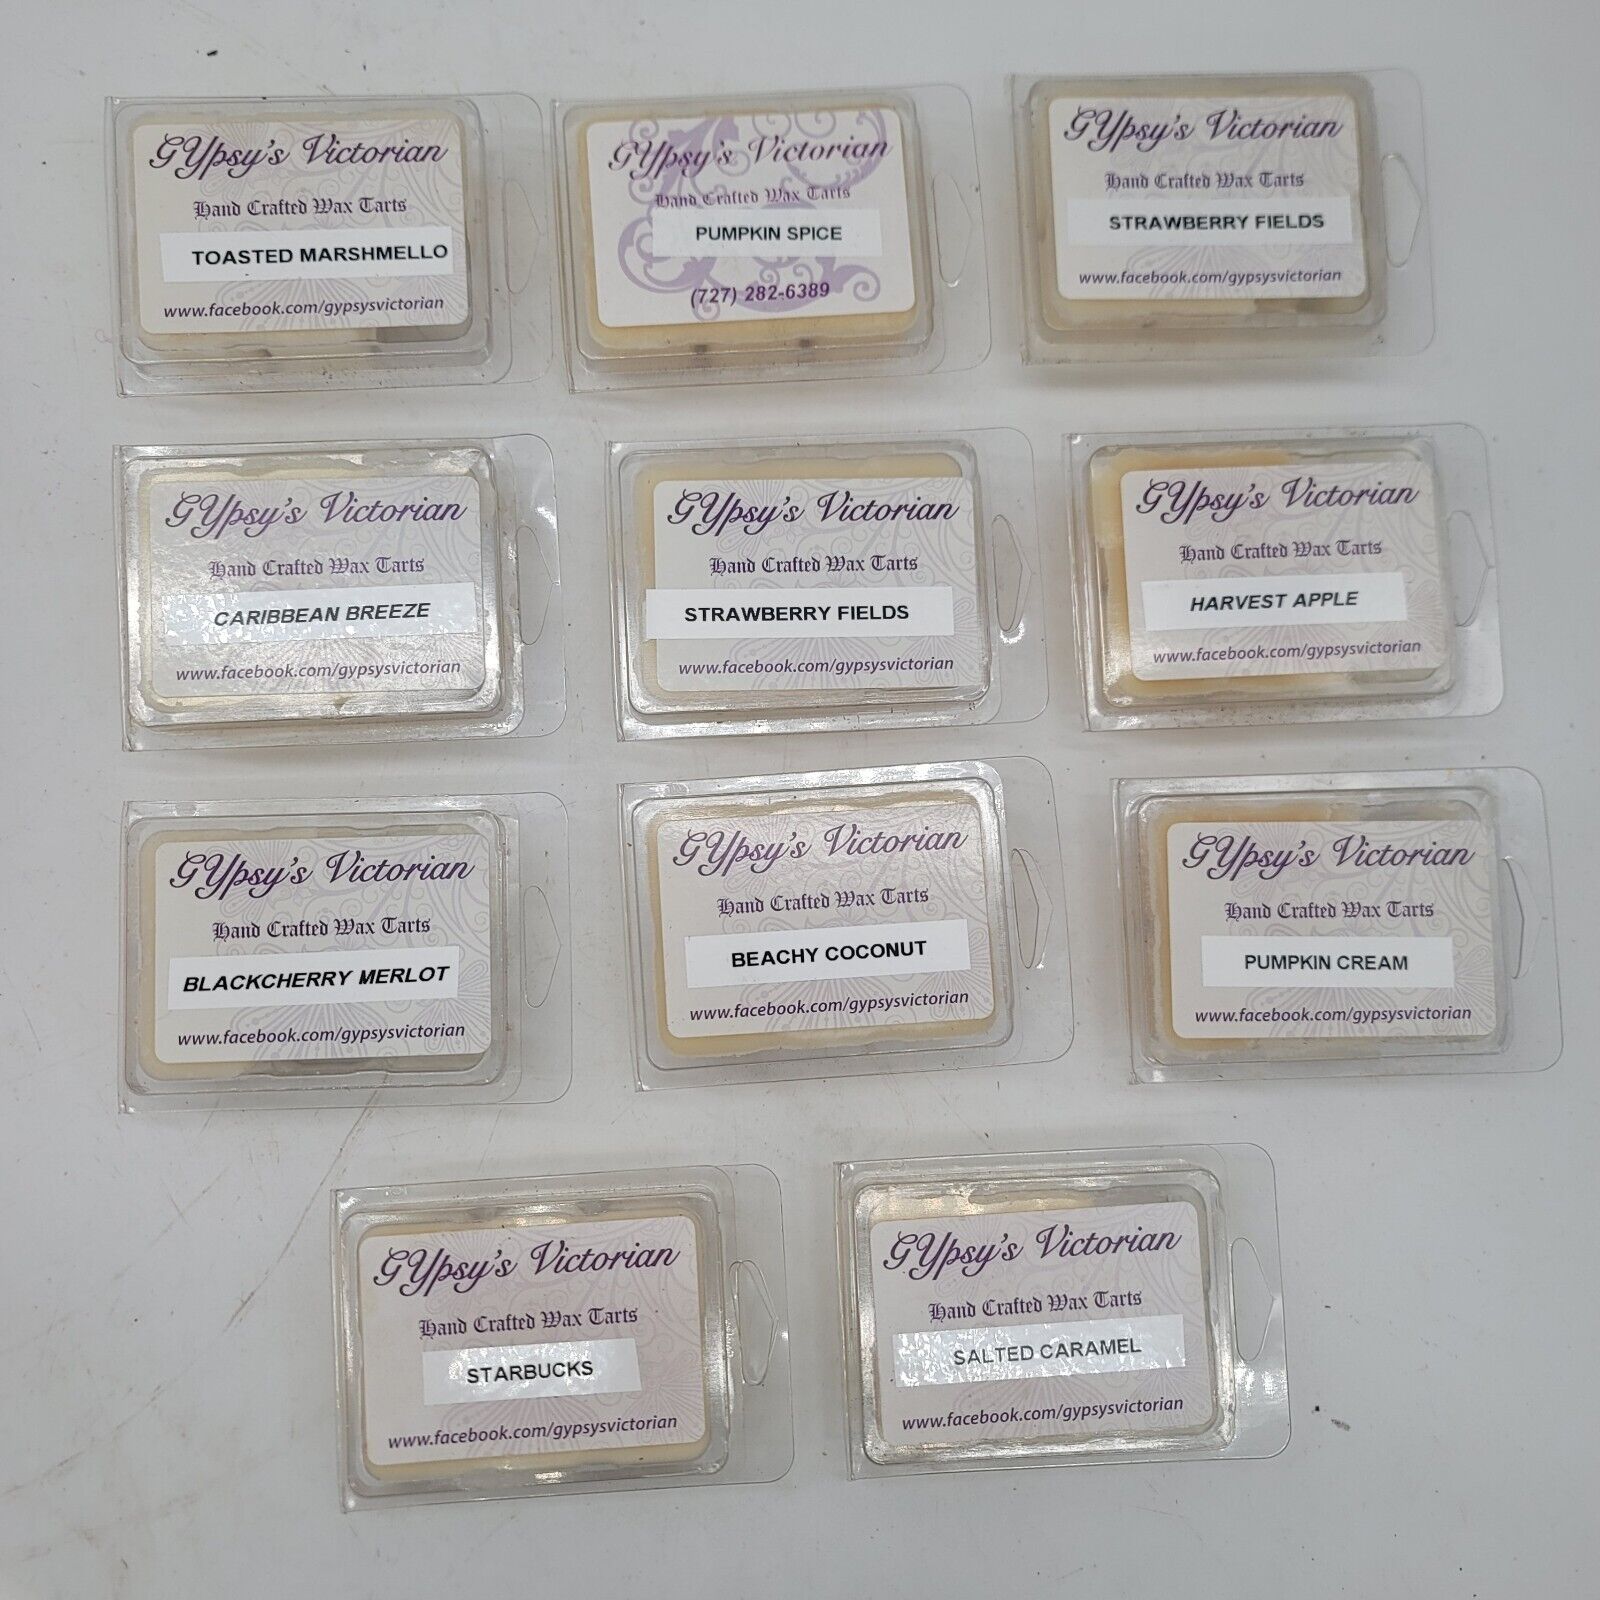 GYpsy's Victorian
Hand Crafted Wax Tarts
TOASTED MARSHMELLO
www.facebook.com/gypsysvictorian
GYpsy's Victorian
Hand Crafted Wax Tarts
PUMPKIN SPICE
(727) 282-6389
GYpsy's Victorian
Hand Crafted Wax Tarts
STRAWBERRY FIELDS
www.facebook.com/gypsysvictorian
GYpsy's Victorian
Hand Crafted Wax Tarts
CARIBBEAN BREEZE
www.facebook.com/gypsysvictorian
GYpsy's Victorian
Hand Crafted Wax Tarts
STRAWBERRY FIELDS
www.facebook.com/gypsysvictorian
GYpsy's Victorian
Hand Crafted Wax Tarts
HARVEST APPLE
www.facebook.com/gypsysvictorian
GYpsy's Victorian
Hand Crafted Wax Tarts
BLACKCHERRY MERLOT
www.facebook.com/gypsysvictorian
GYpsy's Victorian
Hand Crafted Wax Tarts
BEACHY COCONUT
www.facebook.com/gypsysvictorian
GYpsy's Victorian
Hand Crafted Wax Tarts
PUMPKIN CREAM
www.facebook.com/gypsysvictorian
GYpsy's Victorian
Hand Crafted Wax Tarts
STARBUCKS
www.facebook.com/gypsysvictorian
GYpsy's Victorian
Hand Crafted Wax Tarts
SALTED CARAMEL
www.facebook.com/gypsysvictorian